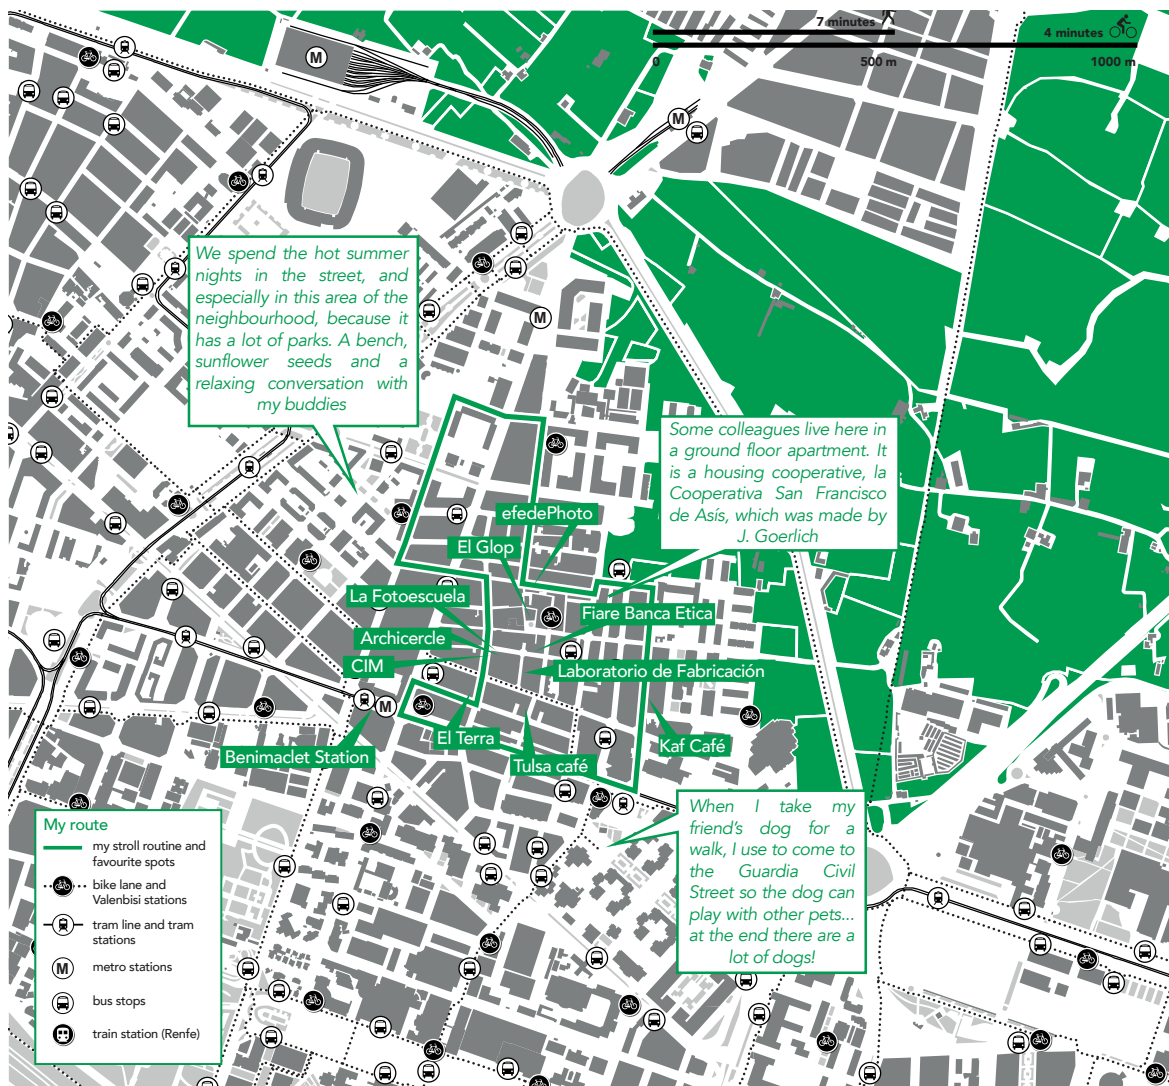 7 minutes
4 minutes
0
500 m
1000 m
M
M
We spend the hot summer
nights in the street, and
especially in this area of the
neighbourhood, because it
has a lot of parks. A bench,
sunflower seeds and a
relaxing conversation with
my buddies
M
Some colleagues live here in
a ground floor apartment. It
is a housing cooperative, la
Cooperativa San Francisco
de Asís, which was made by
J. Goerlich
efedePhoto
El Glop
La Fotoescuela
Fiare Banca Etica
Archicercle
CIM
Laboratorio de Fabricación
M
El Terra
Benimaclet Station
Tulsa café
Kaf Café
When I take my
friend's dog for a
walk, I use to come to
the Guardia Civil
Street so the dog can
play with other pets...
at the end there are a
lot of dogs!
My route
my stroll routine and
favourite spots
bike lane and
Valenbisi stations
tram line and tram
stations
M
metro stations
bus stops
train station (Renfe)